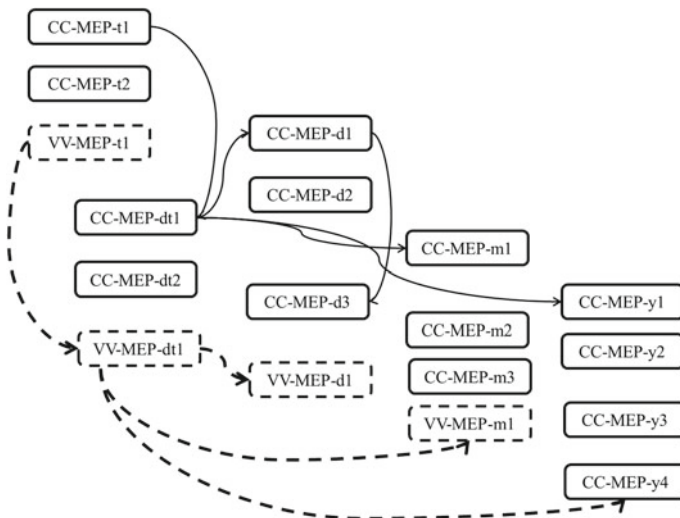 CC-MEP-t1
CC-MEP-t2
VV-MEP-t1
CC-MEP-dt1
CC-MEP-dt2
VV-MEP-dt1
CC-MEP-d1
CC-MEP-d2
CC-MEP-d3
VV-MEP-d1
CC-MEP-m1
CC-MEP-m2
CC-MEP-m3
VV-MEP-m1
CC-MEP-y1
CC-MEP-y2
CC-MEP-y3
CC-MEP-y4